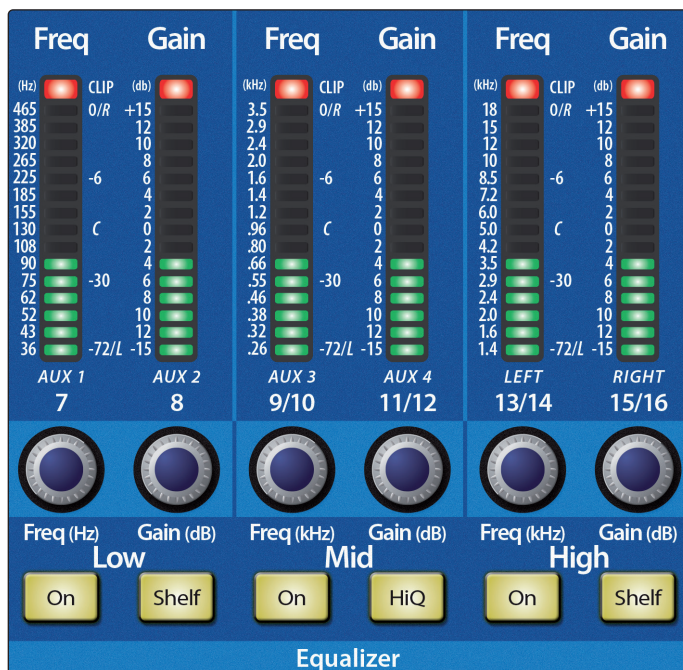 Freq Gain Freq Gain Freq Gain
(Hz) CLIP (db) (kHz) CLIP (db) (kHz) CLIP (db)
465 0/R +15 3.5 0/R +15 18 0/R +15
385 12 2.9 12 15 12
320 10 2.4 10 12 10
265 8 2.0 8 10 8
225 -6 6 1.6 -6 6 8.5 -6 6
185 4 1.4 4 7.2 4
155 2 1.2 2 6.0 2
130 C 0 .96 C 0 5.0 C 0
108 2 .80 2 4.2 2
90 4 .66 4 3.5 4
75 -30 6 .55 -30 6 2.9 -30 6
62 8 .46 8 2.4 8
52 10 .38 10 2.0 10
43 12 .32 12 1.6 12
36 -72/L -15 .26 -72/L -15 1.4 -72/L -15
AUX 1 AUX 2 AUX 3 AUX 4 LEFT RIGHT
7 8 9/10 11/12 13/14 15/16
Freq (Hz) Gain (dB) Freq (kHz) Gain (dB) Freq (kHz) Gain (dB)
Low Mid High
On Shelf On HiQ On Shelf
Equalizer